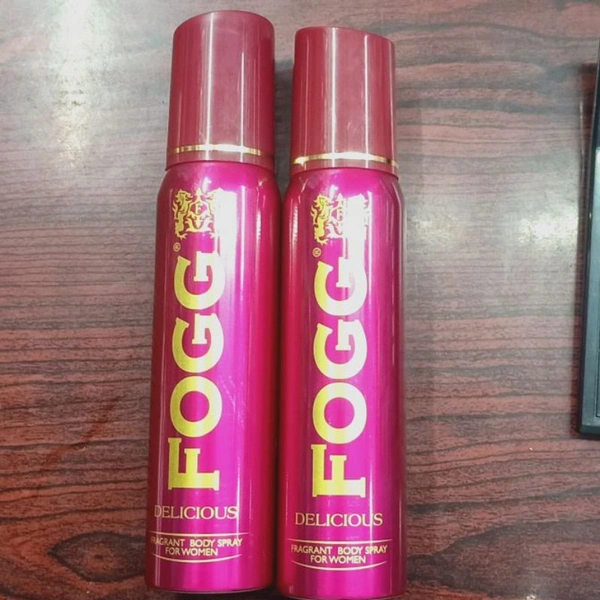 FOGG
®
DELICIOUS
FRAGRANT BODY SPRAY
FOR WOMEN
FOGG
®
DELICIOUS
FRAGRANT BODY SPRAY
FOR WOMEN